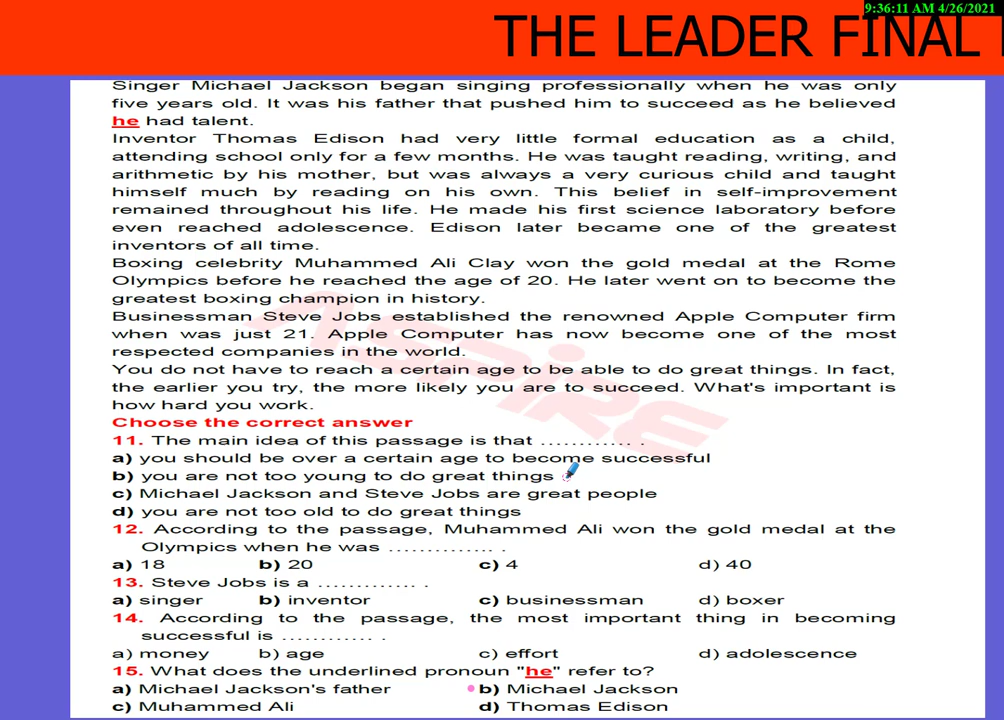 9:36:11 AM 4/26/2021
THE LEADER FINAL
Singer Michael Jackson began singing professionally when he was only
five years old. It was his father that pushed him to succeed as he believed
he had talent.
Inventor Thomas Edison had very little formal education as a child,
attending school only for a few months. He was taught reading, writing, and
arithmetic by his mother, but was always a very curious child and taught
himself much by reading on his own. This belief in self-improvement
remained throughout his life. He made his first science laboratory before
even reached adolescence. Edison later became one of the greatest
inventors of all time.
Boxing celebrity Muhammed Ali Clay won the gold medal at the Rome
Olympics before he reached the age of 20. He later went on to become the
greatest boxing champion in history.
Businessman Steve Jobs established the renowned Apple Computer firm
when was just 21. Apple Computer has now become one of the most
respected companies in the world.
You do not have to reach a certain age to be able to do great things. In fact,
the earlier you try, the more likely you are to succeed. What's important is
how hard you work.
Choose the correct answer
11. The main idea of this passage is that ………….. .
a) you should be over a certain age to become successful
b) you are not too young to do great things
c) Michael Jackson and Steve Jobs are great people
d) you are not too old to do great things
12. According to the passage, Muhammed Ali won the gold medal at the
Olympics when he was ………….. .
a) 18 b) 20 c) 4 d) 40
13. Steve Jobs is a ………….. .
a) singer b) inventor c) businessman d) boxer
14. According to the passage, the most important thing in becoming
successful is ………….. .
a) money b) age c) effort d) adolescence
15. What does the underlined pronoun "he" refer to?
a) Michael Jackson's father b) Michael Jackson
c) Muhammed Ali d) Thomas Edison
ASPIRE